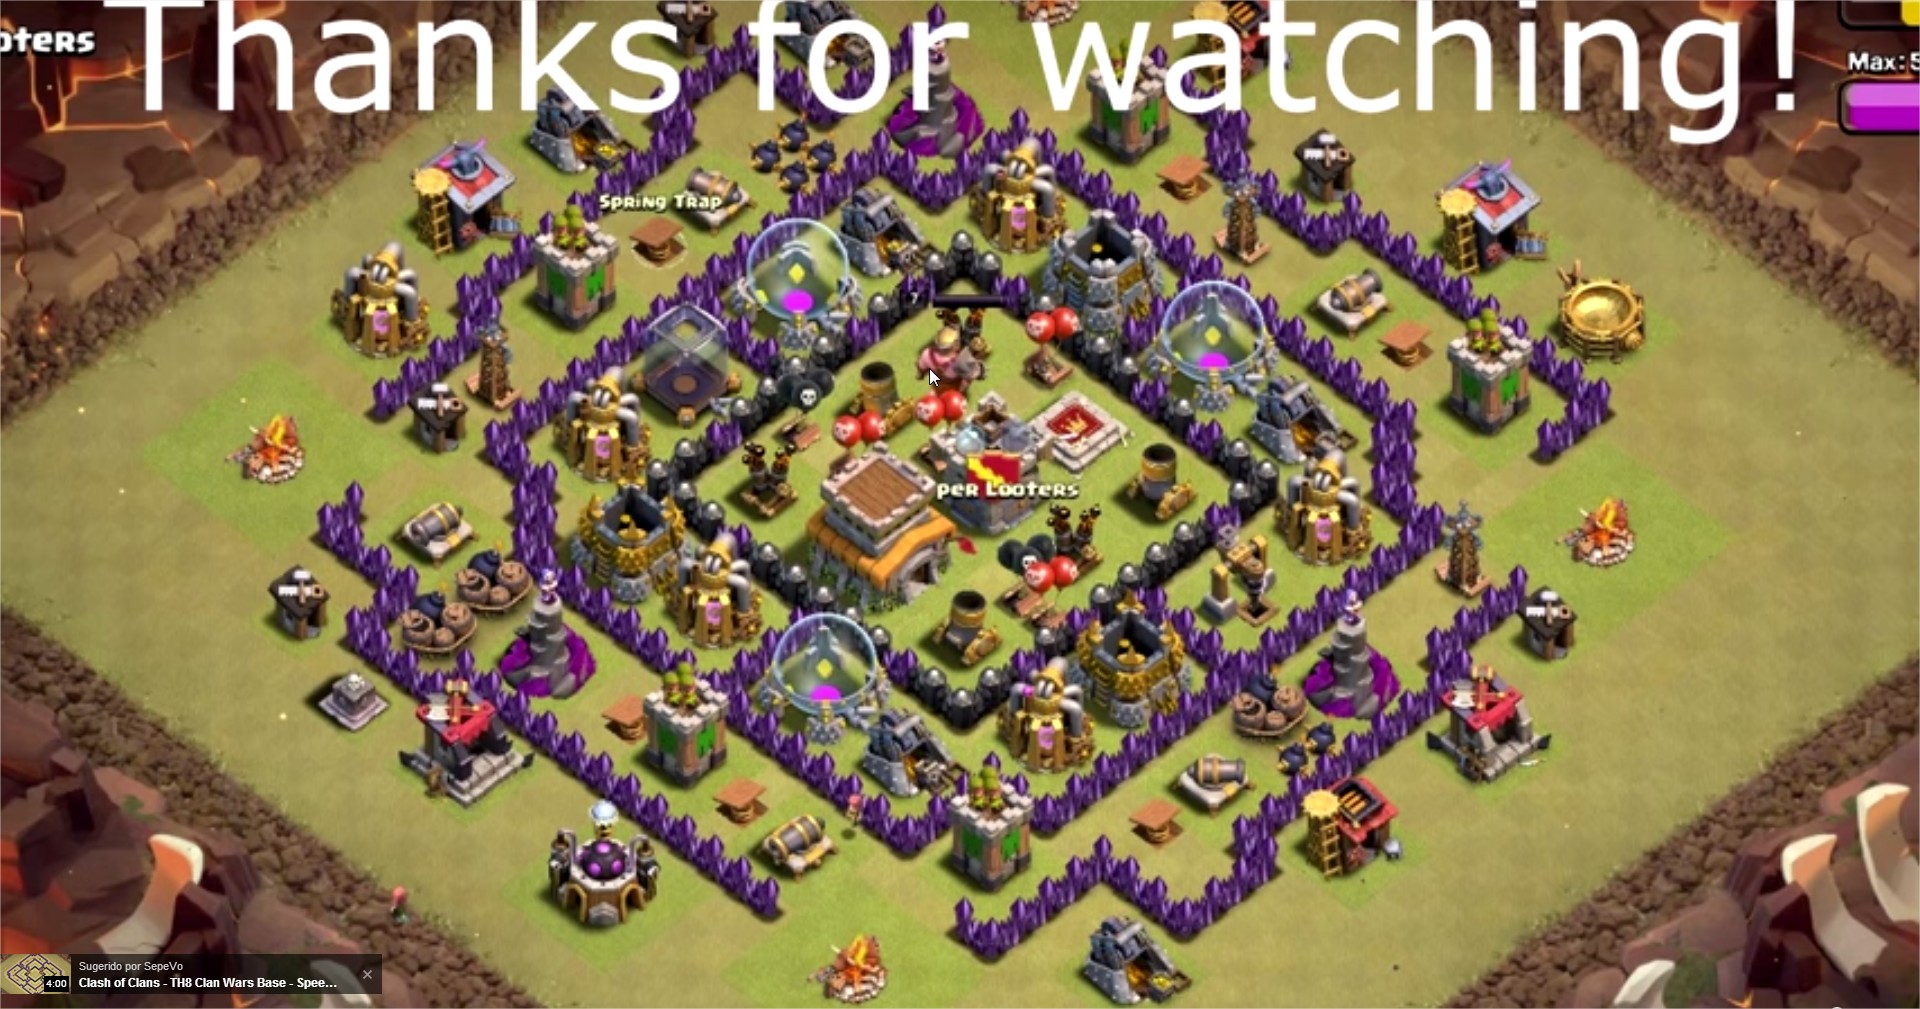 Thanks for watching!
oters
Max: 5
Spring Trap
7
per Looters
Sugerido por SepeVo
4:00
Clash of Clans - TH8 Clan Wars Base - Spee...